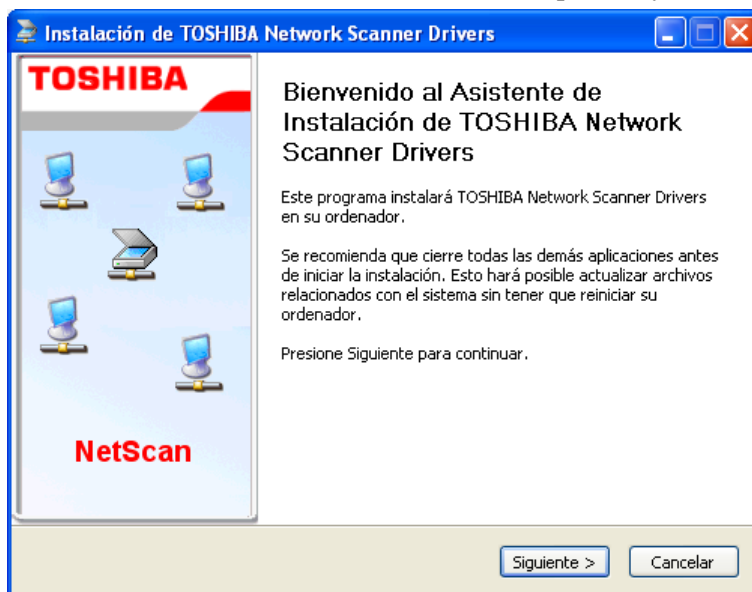 Instalación de TOSHIBA Network Scanner Drivers
TOSHIBA
NetScan
Bienvenido al Asistente de
Instalación de TOSHIBA Network
Scanner Drivers
Este programa instalará TOSHIBA Network Scanner Drivers
en su ordenador.
Se recomienda que cierre todas las demás aplicaciones antes
de iniciar la instalación. Esto hará posible actualizar archivos
relacionados con el sistema sin tener que reiniciar su
ordenador.
Presione Siguiente para continuar.
Siguiente >
Cancelar